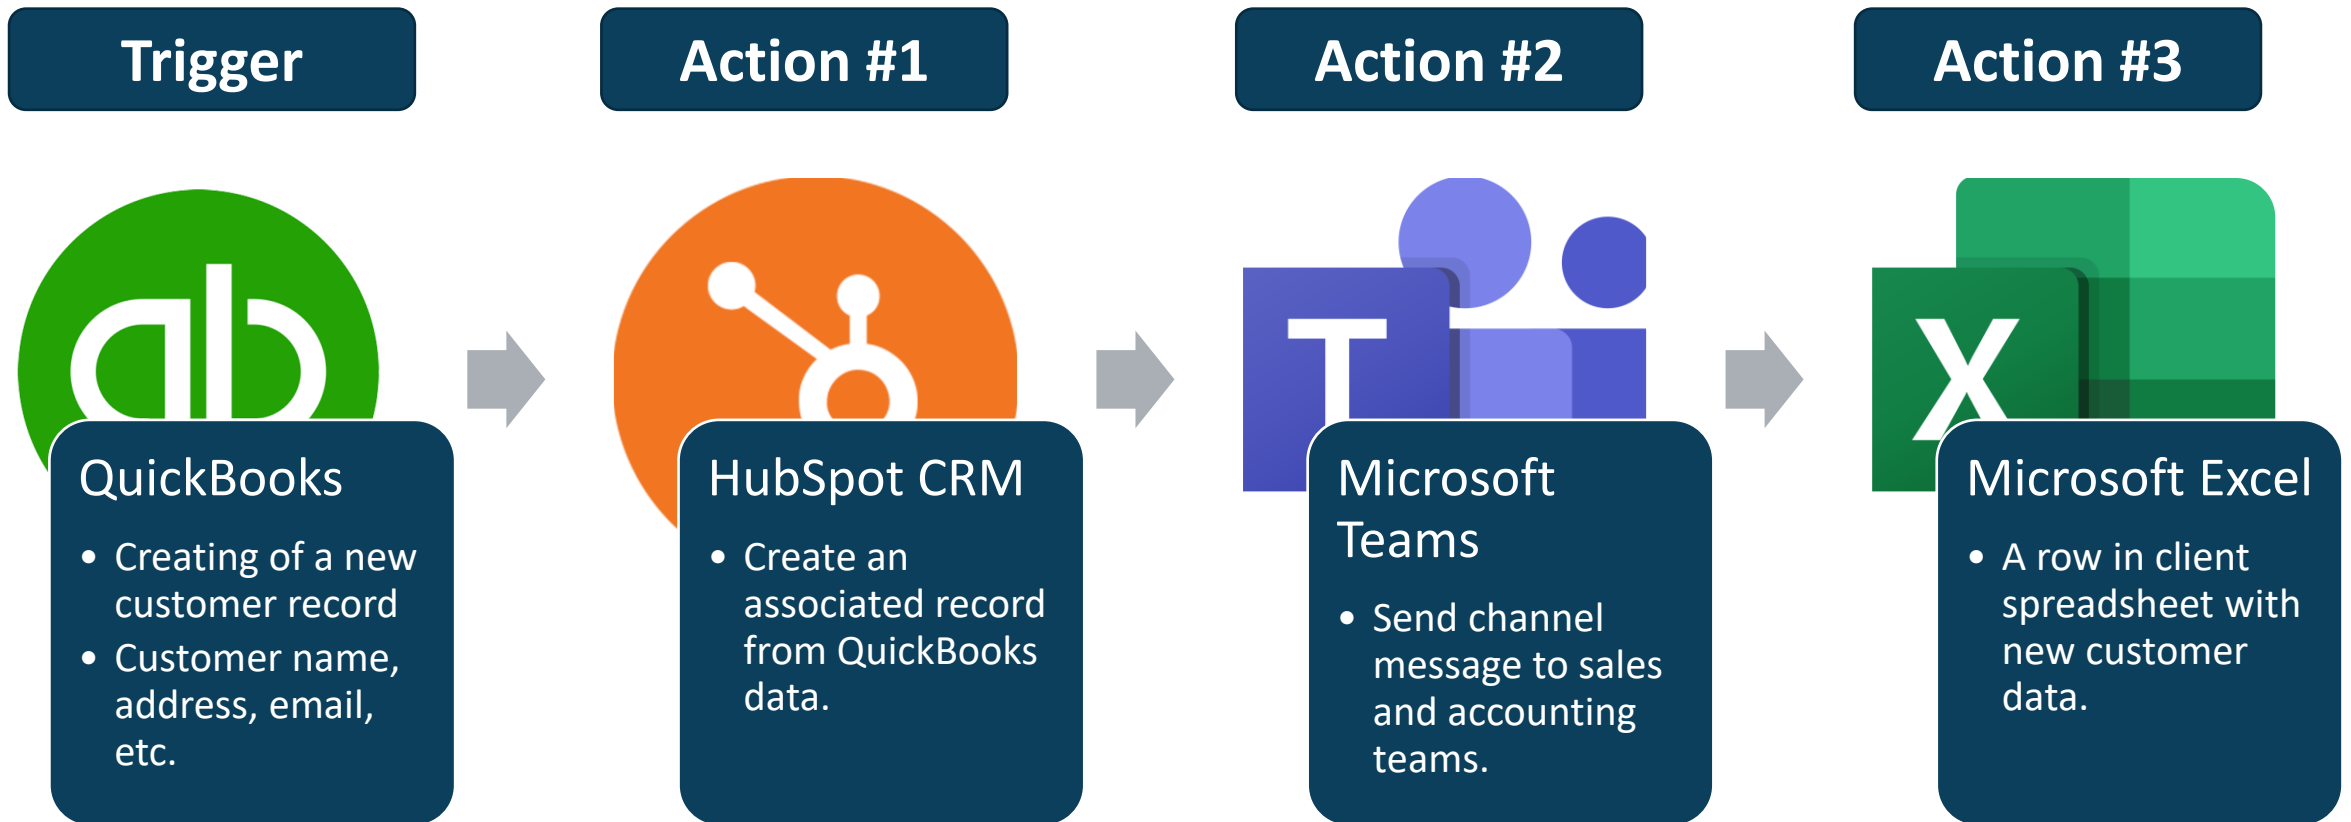 Trigger
Action #1
Action #2
Action #3
qb
QuickBooks
• Creating of a new
customer record
• Customer name,
address, email,
etc.
HubSpot CRM
• Create an
associated record
from QuickBooks
data.
T
Microsoft
Teams
• Send channel
message to sales
and accounting
teams.
X
Microsoft Excel
• A row in client
spreadsheet with
new customer
data.